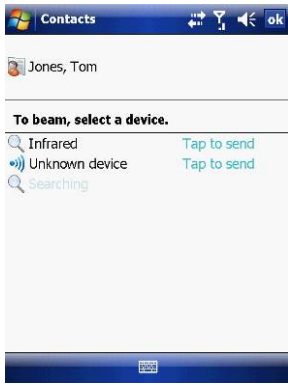 Contacts ok
Jones, Tom
To beam, select a device.
Infrared Tap to send
Unknown device Tap to send
Searching